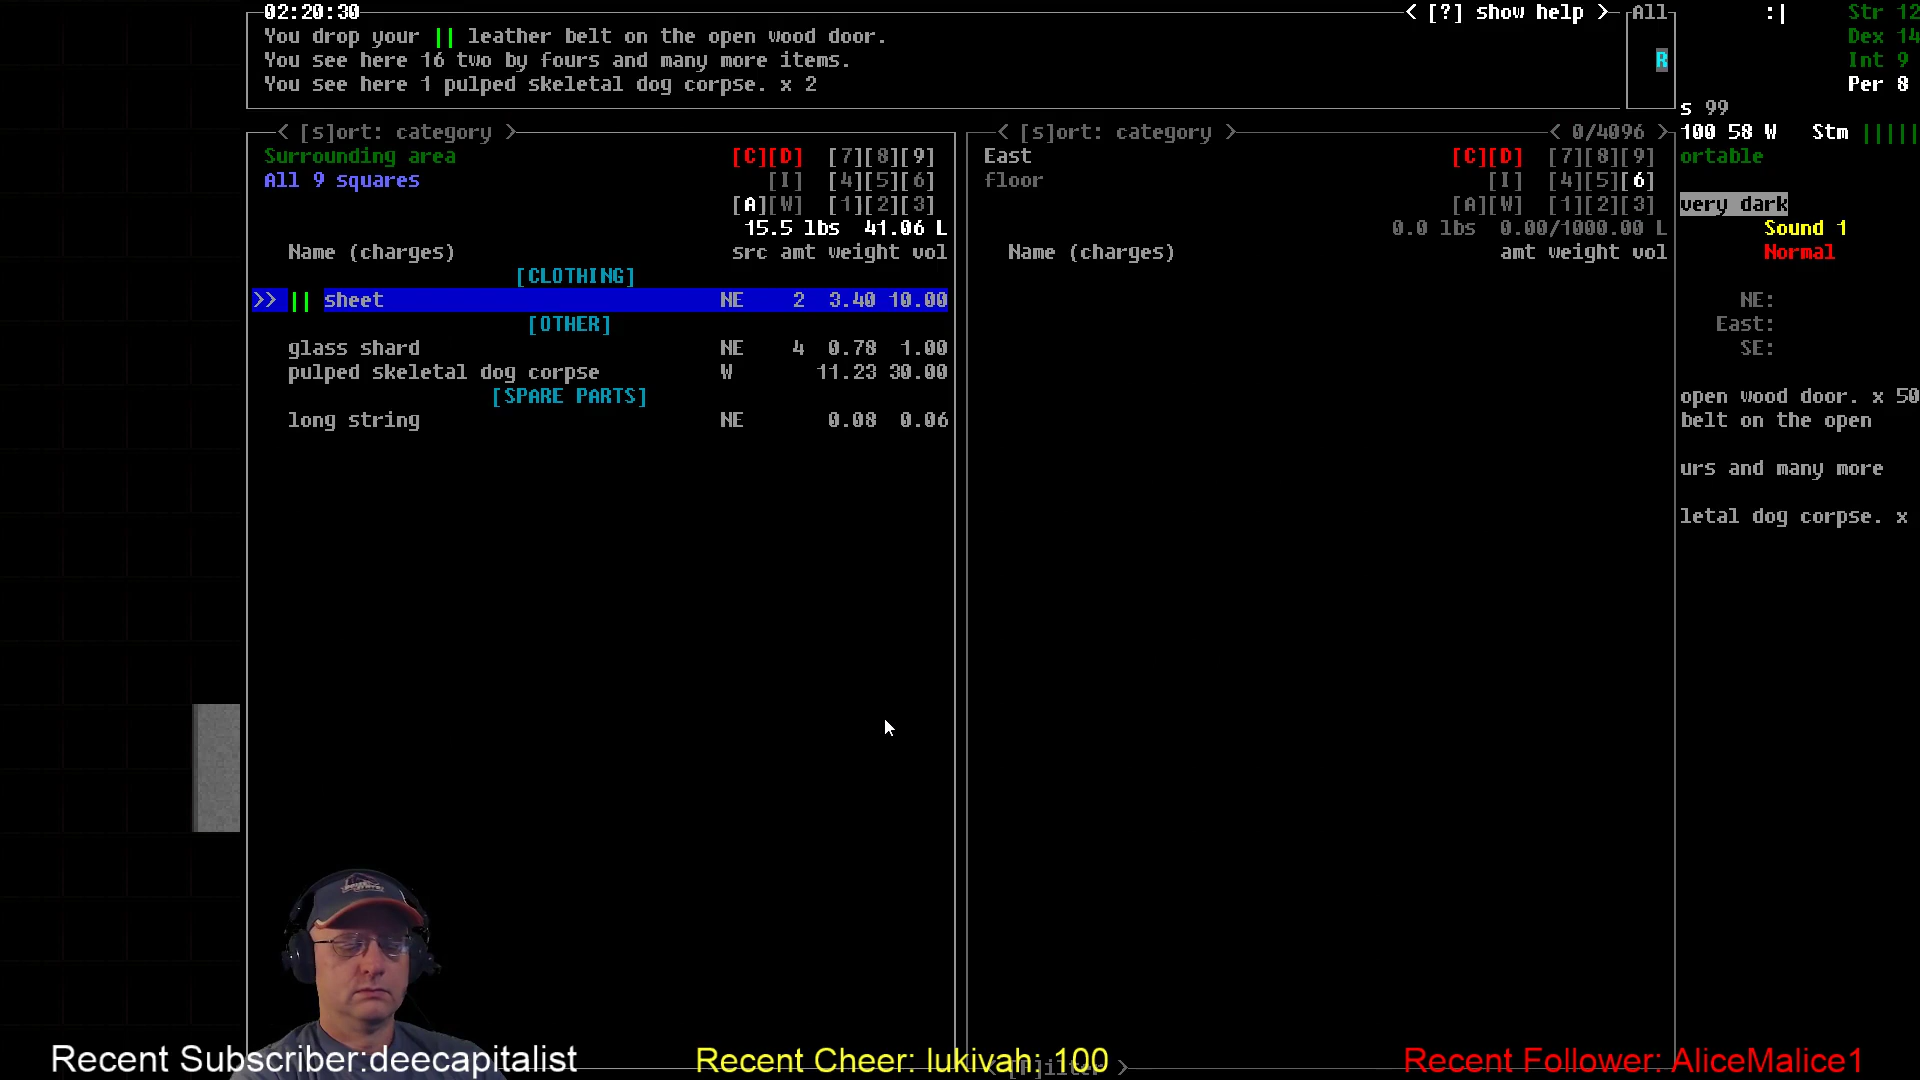 02:20:30
< [?] show help >
You drop your || leather belt on the open wood door.
You see here 16 two by fours and many more items.
You see here 1 pulped skeletal dog corpse. x 2
All
R
:|
Str 12
Dex 14
Int 9
Per 8
s 99
100 58 W Stm |||||
ortable
very dark
Sound 1
Normal
NE:
East:
SE:
open wood door. x 50
belt on the open
urs and many more
letal dog corpse. x
< [s]ort: category >
Surrounding area [C][D] [7][8][9]
All 9 squares [I] [4][5][6]
[A][W] [1][2][3]
15.5 lbs 41.06 L
Name (charges) src amt weight vol
[CLOTHING]
>> || sheet NE 2 3.40 10.00
[OTHER]
glass shard NE 4 0.78 1.00
pulped skeletal dog corpse W 11.23 30.00
[SPARE PARTS]
long string NE 0.08 0.06
< [s]ort: category > < 0/4096 >
East [C][D] [7][8][9]
floor [I] [4][5][6]
[A][W] [1][2][3]
0.0 lbs 0.00/1000.00 L
Name (charges) amt weight vol
Recent Subscriber:deecapitalist
Recent Cheer: lukivah: 100
Recent Follower: AliceMalice1